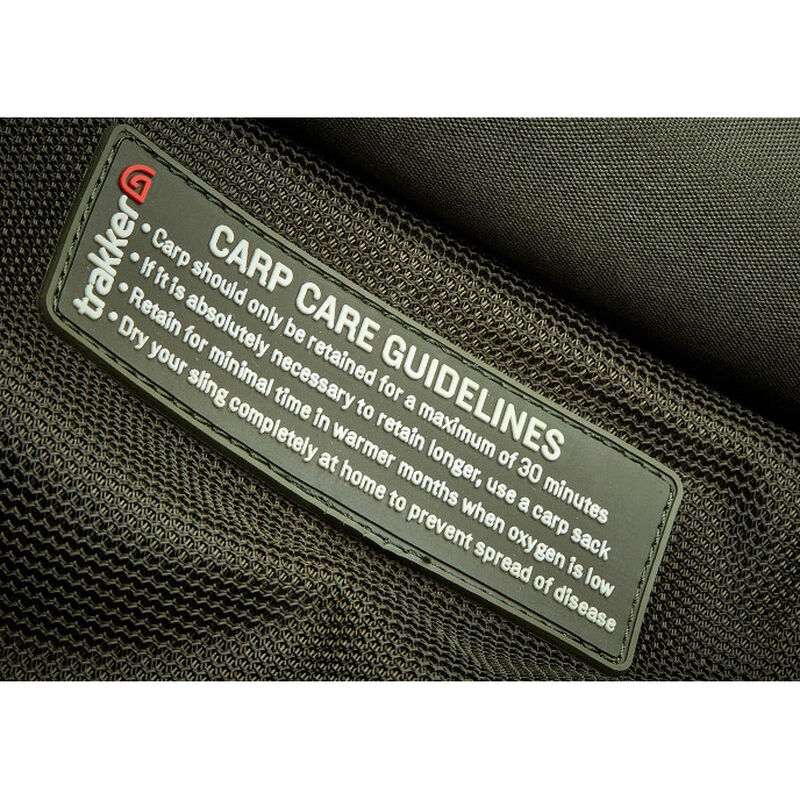 trakker
CARP CARE GUIDELINES
• Carp should only be retained for a maximum of 30 minutes
• If it is absolutely necessary to retain longer, use a carp sack
• Retain for minimal time in warmer months when oxygen is low
• Dry your sling completely at home to prevent spread of disease